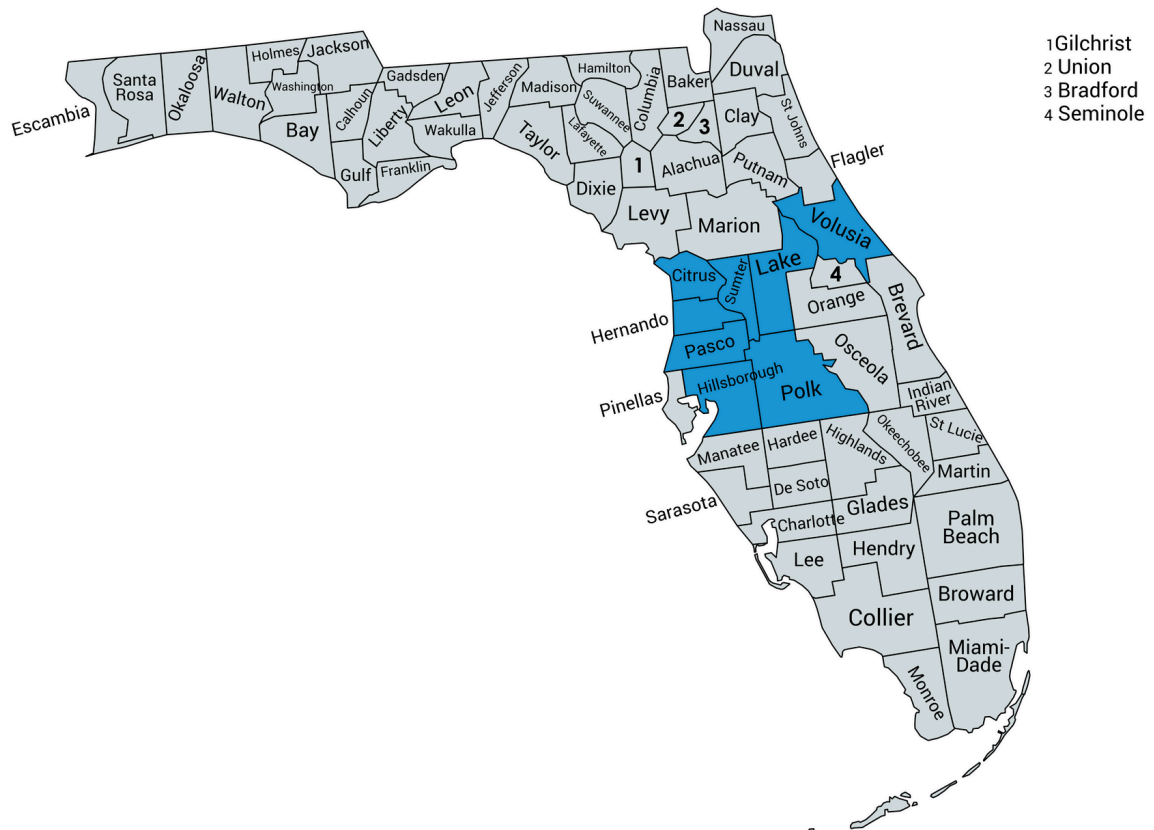 Nassau
1Gilchrist
2 Union
3 Bradford
4 Seminole
Holmes
Jackson
Santa
Rosa
Okaloosa
Walton
Washington
Escambia
Bay
Calhoun
Gadsden
Liberty
Leon
Wakulla
Gulf
Franklin
Jefferson
Madison
Hamilton
Suwannee
Lafayette
Taylor
Columbia
Baker
Duval
2
3
Clay
St Johns
1
Alachua
Putnam
Flagler
Dixie
Levy
Marion
Volusia
Citrus
Sumter
Lake
4
Orange
Brevard
Hernando
Pasco
Osceola
Pinellas
Hillsborough
Polk
Indian
River
Manatee
Hardee
Highlands
Okeechobee
St Lucie
Martin
Sarasota
De Soto
Charlotte
Glades
Palm
Beach
Lee
Hendry
Broward
Collier
Miami-
Dade
Monroe